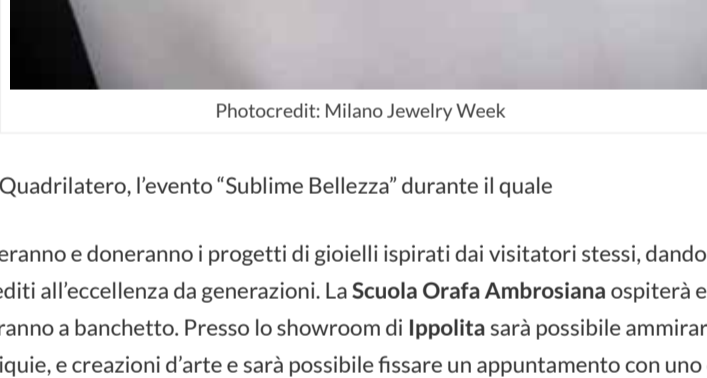 Photocredit: Milano Jewelry Week
Quadrilatero, l'evento “Sublime Bellezza” durante il quale
eranno e doneranno i progetti di gioielli ispirati dai visitatori stessi, dando
editi all'eccellenza da generazioni. La Scuola Orafa Ambrosiana ospiterà e
ranno a banchetto. Presso lo showroom di Ippolita sarà possibile ammirar
iquie, e creazioni d'arte e sarà possibile fissare un appuntamento con uno